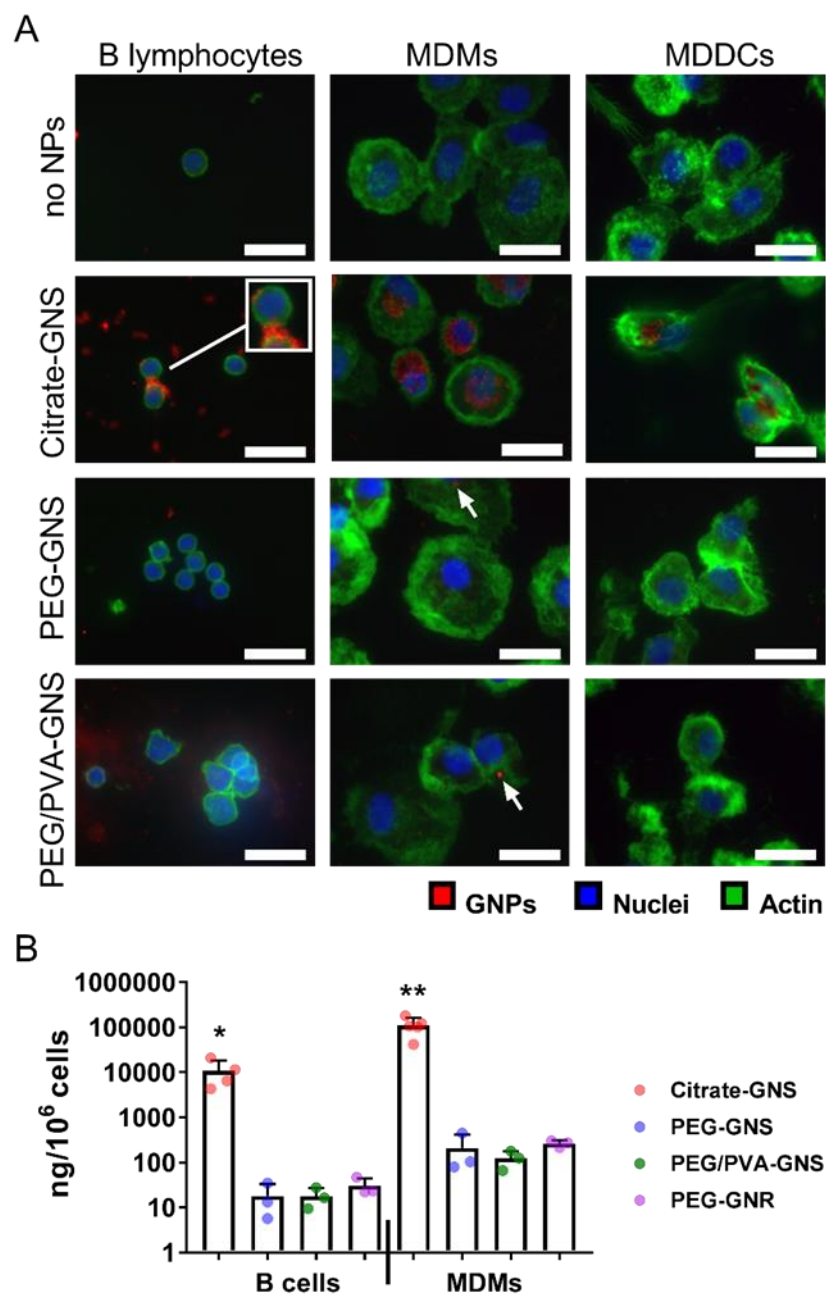 A
B lymphocytes MDMs MDDCs
no NPs
Citrate-GNS
PEG-GNS
PEG/PVA-GNS
GNPs Nuclei Actin
B
ng/10⁶ cells
1000000
100000
10000
1000
100
10
1
*
**
B cells MDMs
Citrate-GNS
PEG-GNS
PEG/PVA-GNS
PEG-GNR